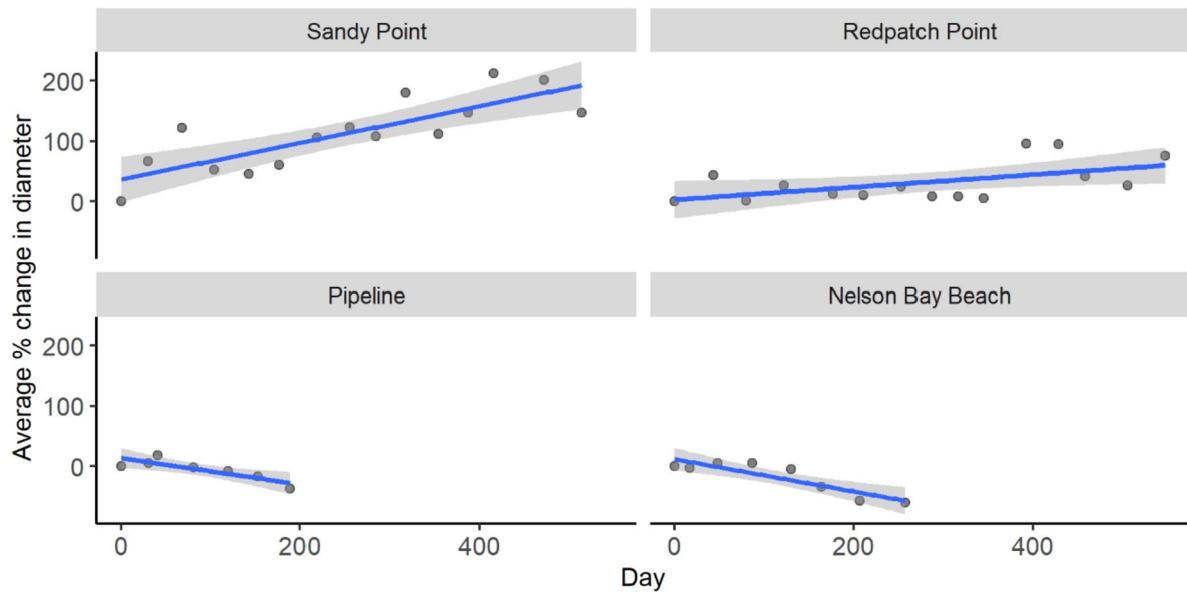 Sandy Point
Redpatch Point
Average % change in diameter
200
100
0
Pipeline
Nelson Bay Beach
200
100
0
0
200
400
0
200
400
Day